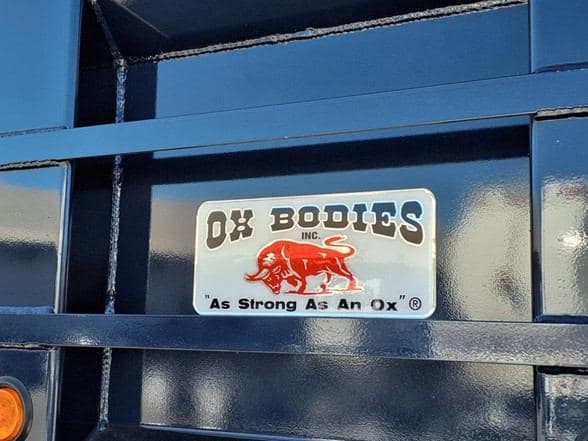 OX BODIES
INC.
"As Strong As An Ox"®